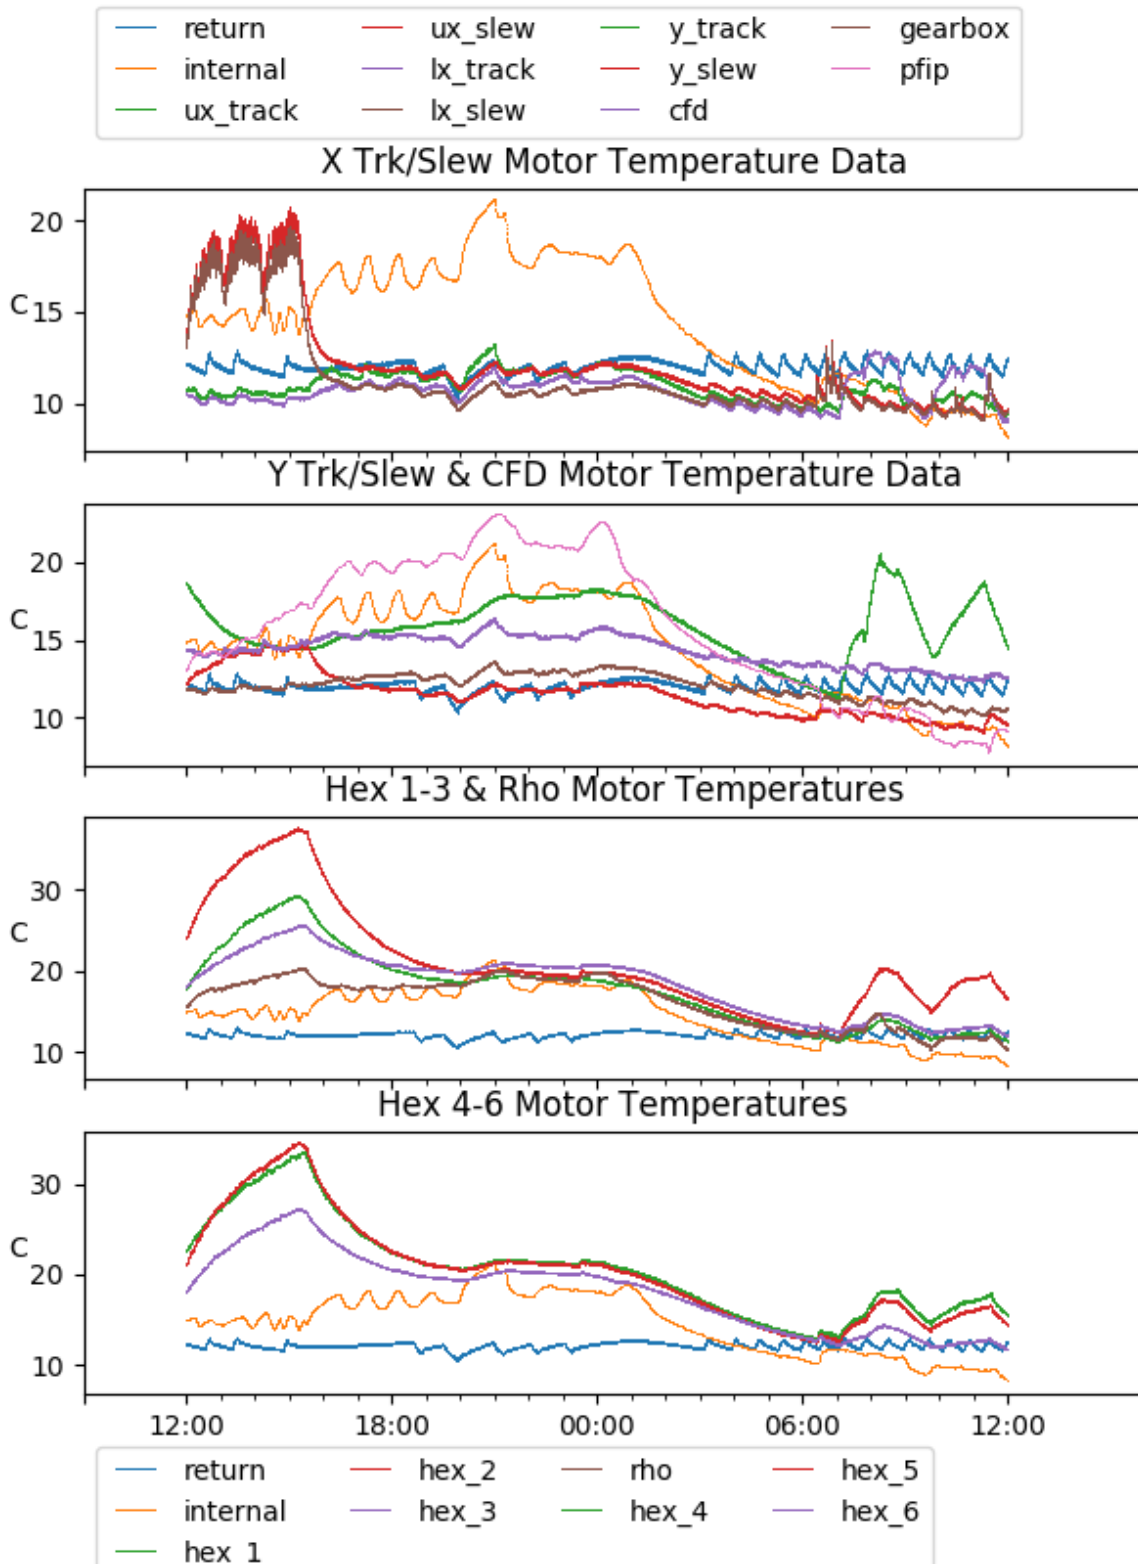 return ux_slew y_track gearbox
internal lx_track y_slew pfip
ux_track lx_slew cfd
X Trk/Slew Motor Temperature Data
20
C 15
10
Y Trk/Slew & CFD Motor Temperature Data
20
C
15
10
Hex 1-3 & Rho Motor Temperatures
30
C
20
10
Hex 4-6 Motor Temperatures
30
C
20
10
12:00 18:00 00:00 06:00 12:00
return hex_2 rho hex_5
internal hex_3 hex_4 hex_6
hex_1